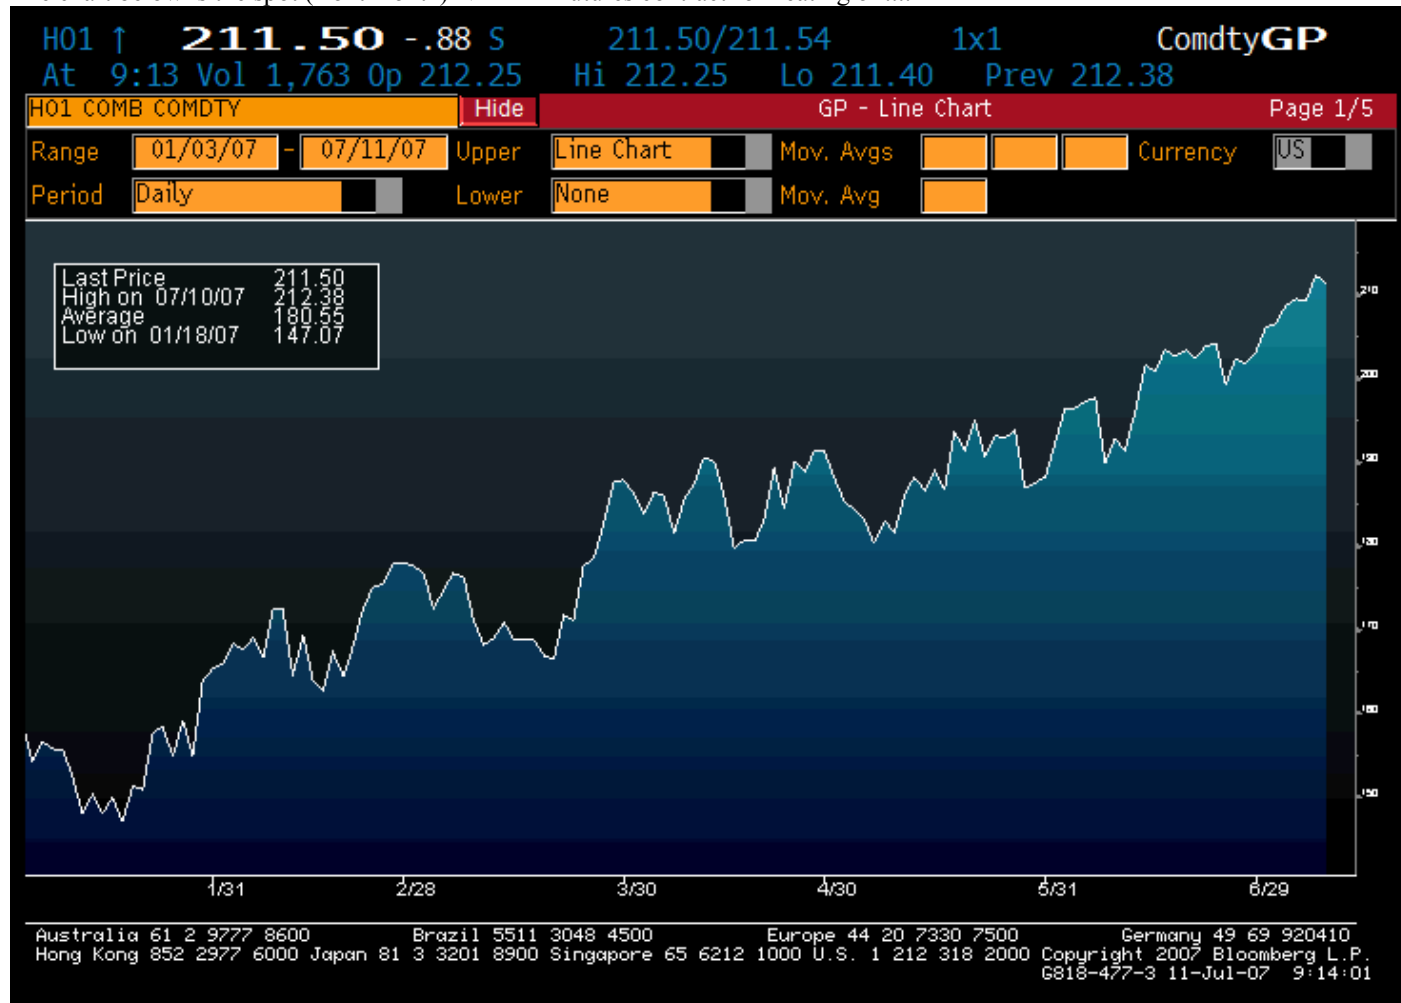 HO1 ↑ 211.50 -.88 S 211.50/211.54 1x1 ComdtyGP
At 9:13 Vol 1,763 Op 212.25 Hi 212.25 Lo 211.40 Prev 212.38
HO1 COMB COMDTY Hide GP - Line Chart Page 1/5
Range 01/03/07 - 07/11/07 Upper Line Chart Mov. Avgs Currency US
Period Daily Lower None Mov. Avg
Last Price 211.50
High on 07/10/07 212.38
Average 180.55
Low on 01/18/07 147.07
210
200
190
180
170
160
150
1/31 2/28 3/30 4/30 5/31 6/29
Australia 61 2 9777 8600 Brazil 5511 3048 4500 Europe 44 20 7330 7500 Germany 49 69 920410
Hong Kong 852 2977 6000 Japan 81 3 3201 8900 Singapore 65 6212 1000 U.S. 1 212 318 2000 Copyright 2007 Bloomberg L.P.
G818-477-3 11-Jul-07 9:14:01